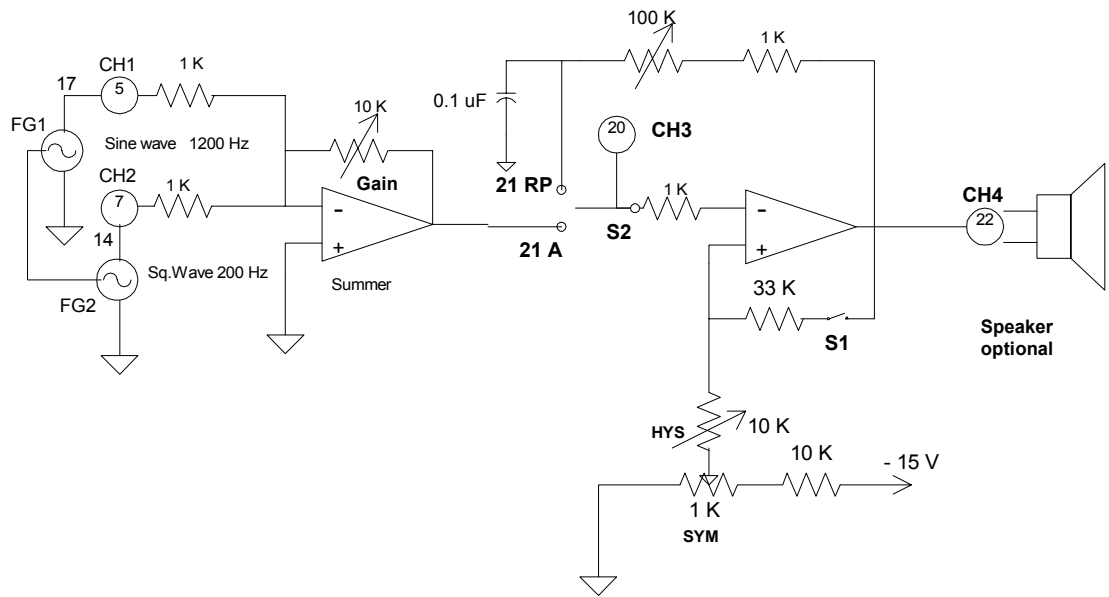 100 K
1 K
CH1
5
1 K
17
0.1 uF
10 K
20
CH3
FG1
Sine wave 1200 Hz
CH2
7
1 K
Gain
21 RP
1 K
CH4
22
14
S2
21 A
Sq.Wave 200 Hz
FG2
Summer
33 K
S1
Speaker
optional
HYS
10 K
10 K
- 15 V
1 K
SYM
-
+
-
+